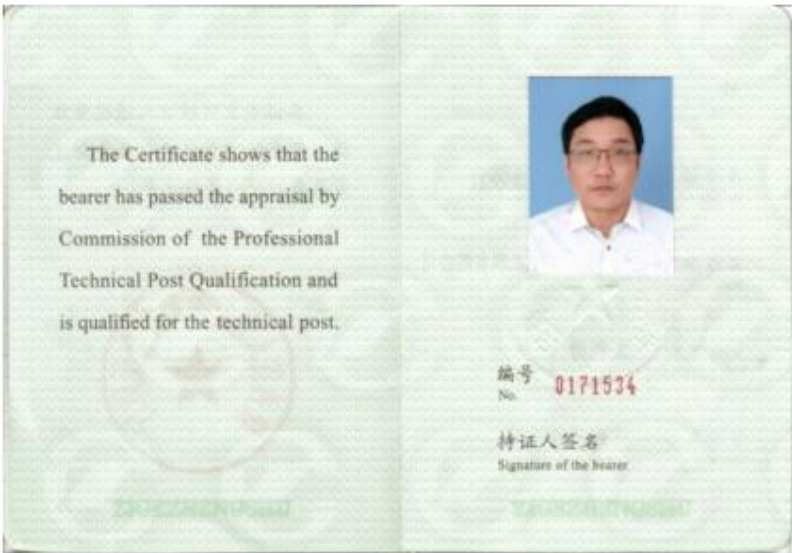 The Certificate shows that the
bearer has passed the appraisal by
Commission of the Professional
Technical Post Qualification and
is qualified for the technical post.
编号
No. 0171534
持证人签名
Signature of the bearer